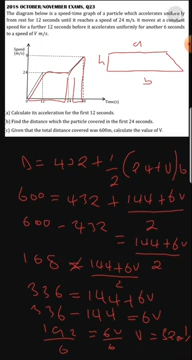 2018 OCTOBER/NOVEMBER EXAMS, Q23
The diagram below is a speed-time graph of a particle which accelerates uniformly
from rest for 12 seconds until it reaches a speed of 24 m/s. It moves at a constant
speed for a further 12 seconds before it accelerates uniformly for another 6 seconds
to a speed of V m/s.
Speed
(m/s)
24
Time(s)
a
h
b
a) Calculate its acceleration for the first 12 seconds.
b) Find the distance which the particle covered in the first 24 seconds.
c) Given that the total distance covered was 600m, calculate the value of V.
D = 432 + 1/2 (24+V) 6
600 = 432 + 144+6V/2
600 - 432
= 144+6V/2
168 144+6V/2
336 = 144+6V
336-144 = 6V
192/6 = 6V/6 V = 32m/s